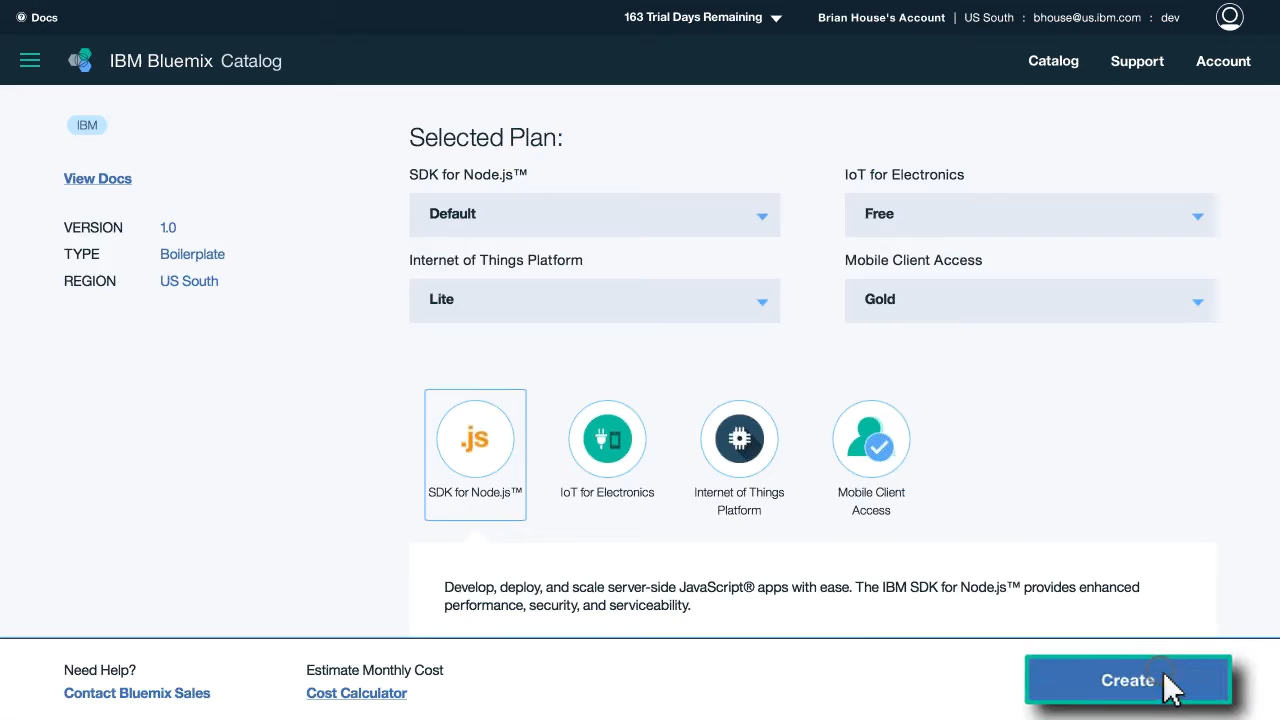 Docs
163 Trial Days Remaining
Brian House's Account | US South : bhouse@us.ibm.com : dev
IBM Bluemix Catalog
Catalog Support Account
IBM
View Docs
VERSION 1.0
TYPE Boilerplate
REGION US South
Selected Plan:
SDK for Node.js™
Default
IoT for Electronics
Free
Internet of Things Platform
Lite
Mobile Client Access
Gold
.js
SDK for Node.js™
IoT for Electronics
Internet of Things
Platform
Mobile Client
Access
Develop, deploy, and scale server-side JavaScript® apps with ease. The IBM SDK for Node.js™ provides enhanced
performance, security, and serviceability.
Need Help?
Contact Bluemix Sales
Estimate Monthly Cost
Cost Calculator
Create